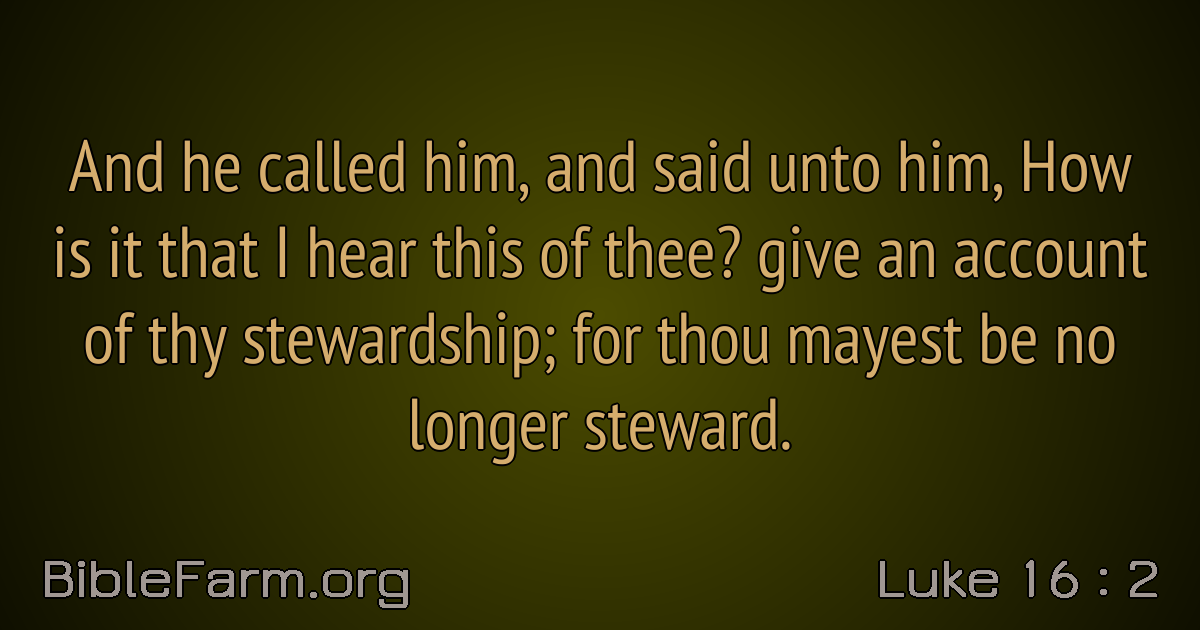 And he called him, and said unto him, How
is it that I hear this of thee? give an account
of thy stewardship; for thou mayest be no
longer steward.
BibleFarm.org
Luke 16 : 2